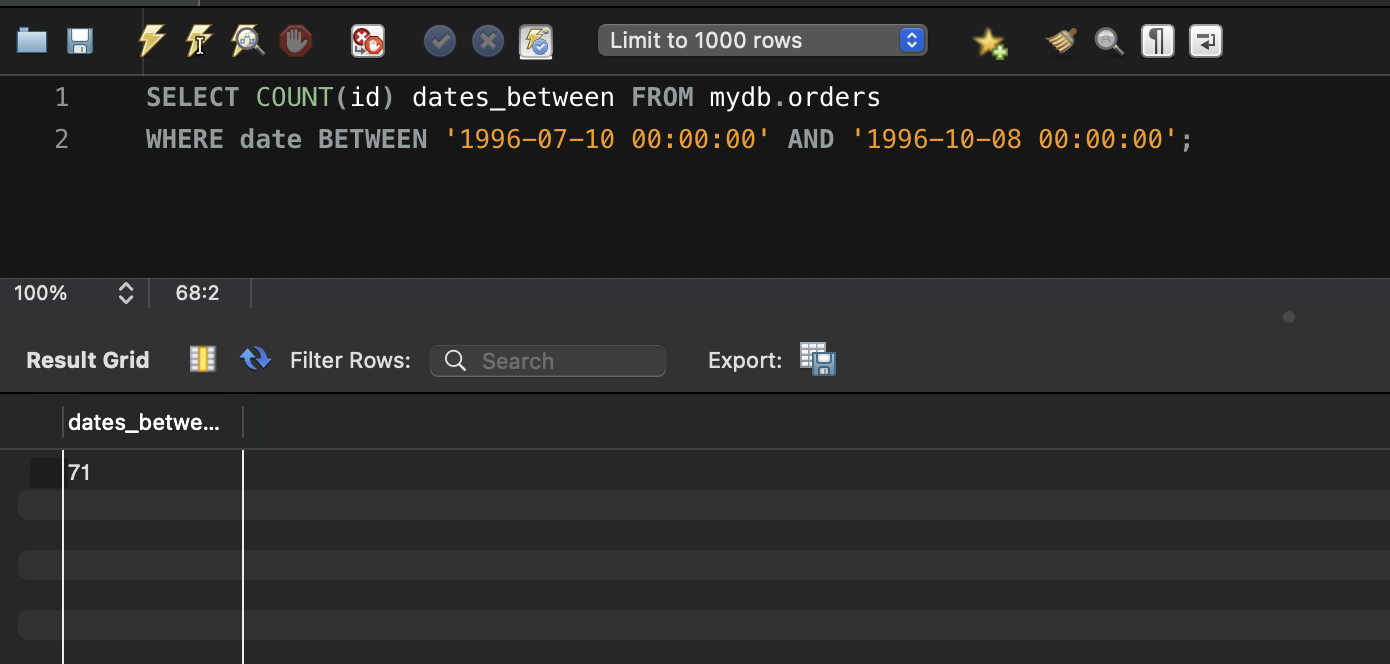 Limit to 1000 rows
1 SELECT COUNT(id) dates_between FROM mydb.orders
2 WHERE date BETWEEN '1996-07-10 00:00:00' AND '1996-10-08 00:00:00';
100% 68:2
Result Grid Filter Rows: Search Export:
dates_betwe...
71